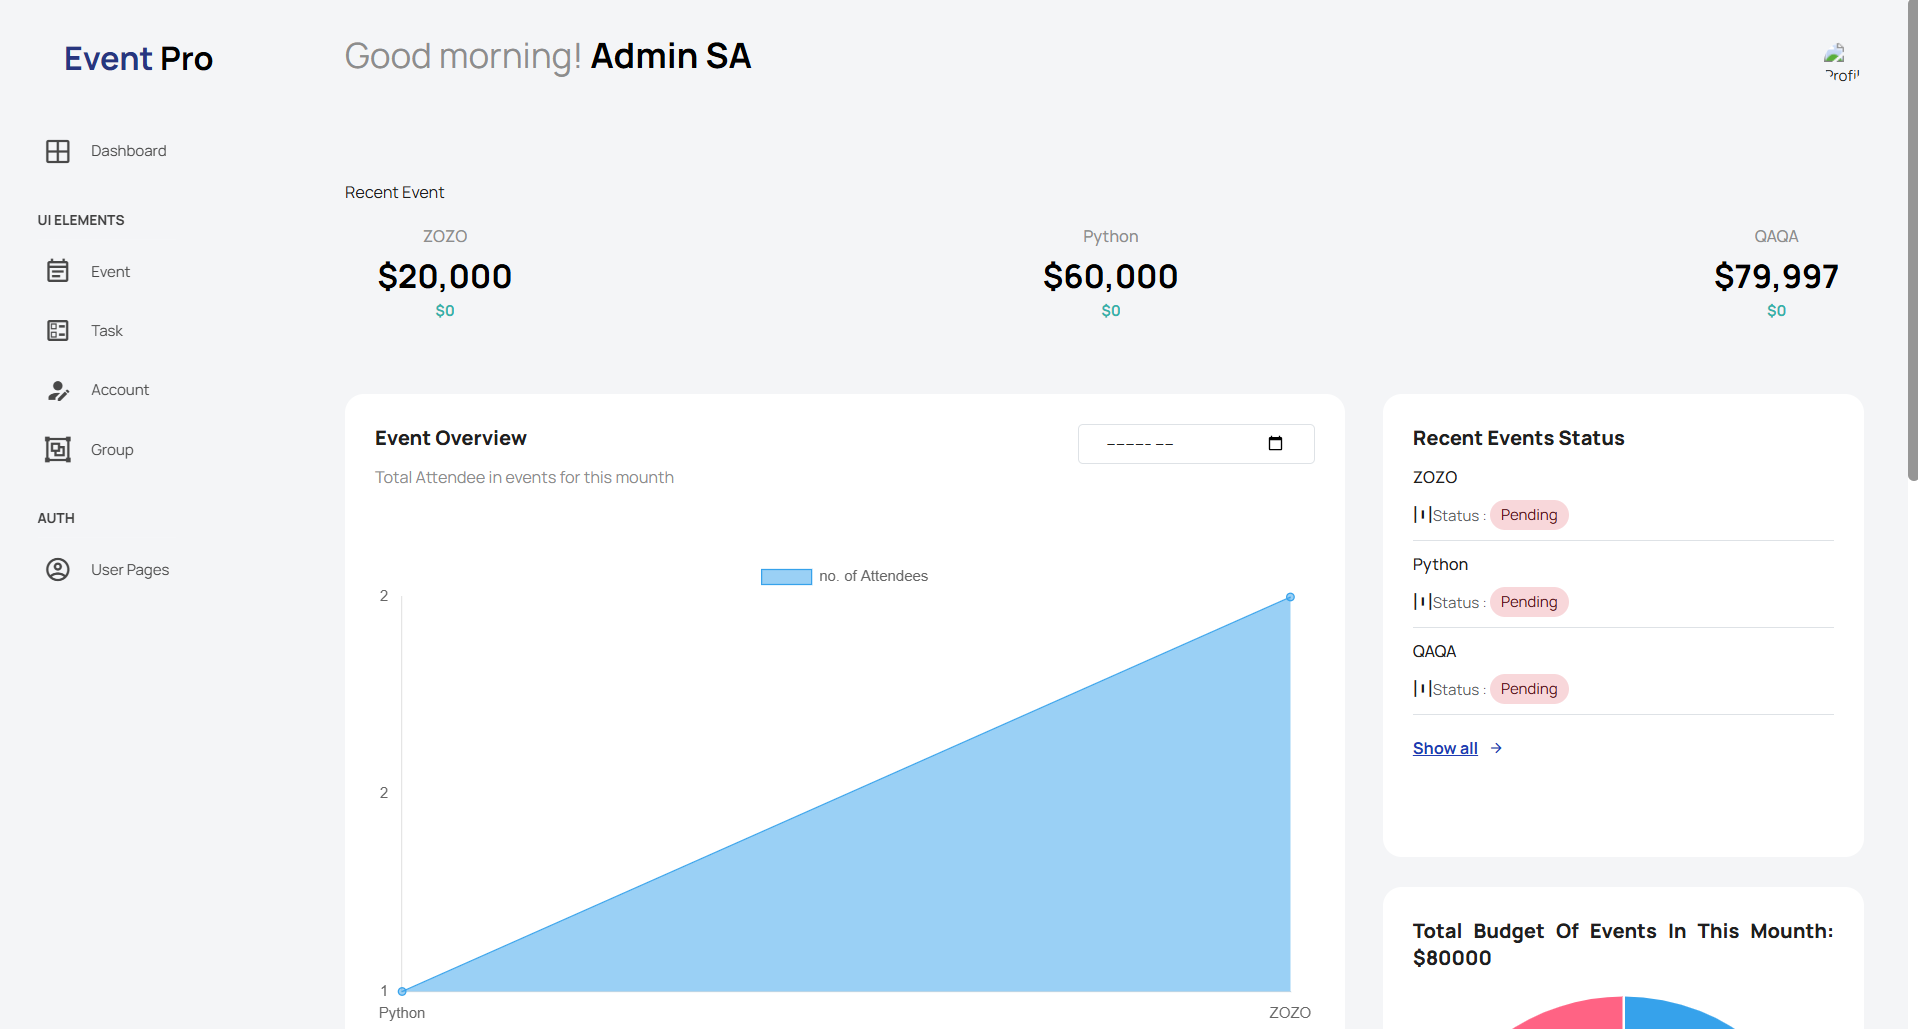 Event Pro
Good morning! Admin SA
Dashboard
UI ELEMENTS
Event
Task
Account
Group
AUTH
User Pages
Recent Event
ZOZO
$20,000
$0
Python
$60,000
$0
QAQA
$79,997
$0
Event Overview
Total Attendee in events for this mounth
no. of Attendees
2
2
1
Python
ZOZO
Recent Events Status
ZOZO
Status : Pending
Python
Status : Pending
QAQA
Status : Pending
Show all
Total Budget Of Events In This Mounth:
$80000